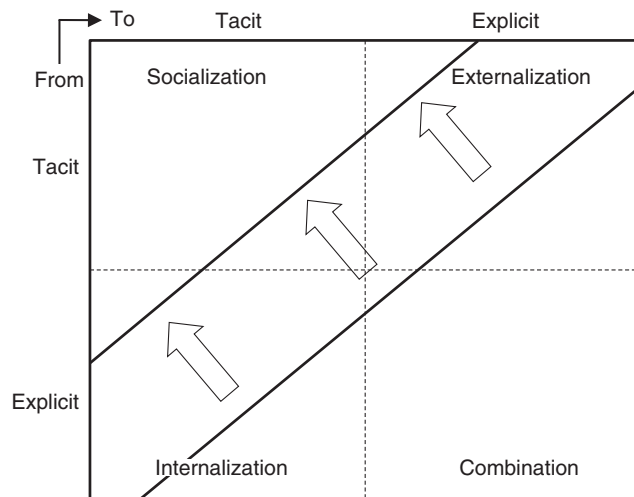 To Tacit Explicit
From Socialization Externalization
Tacit
Explicit
Internalization Combination